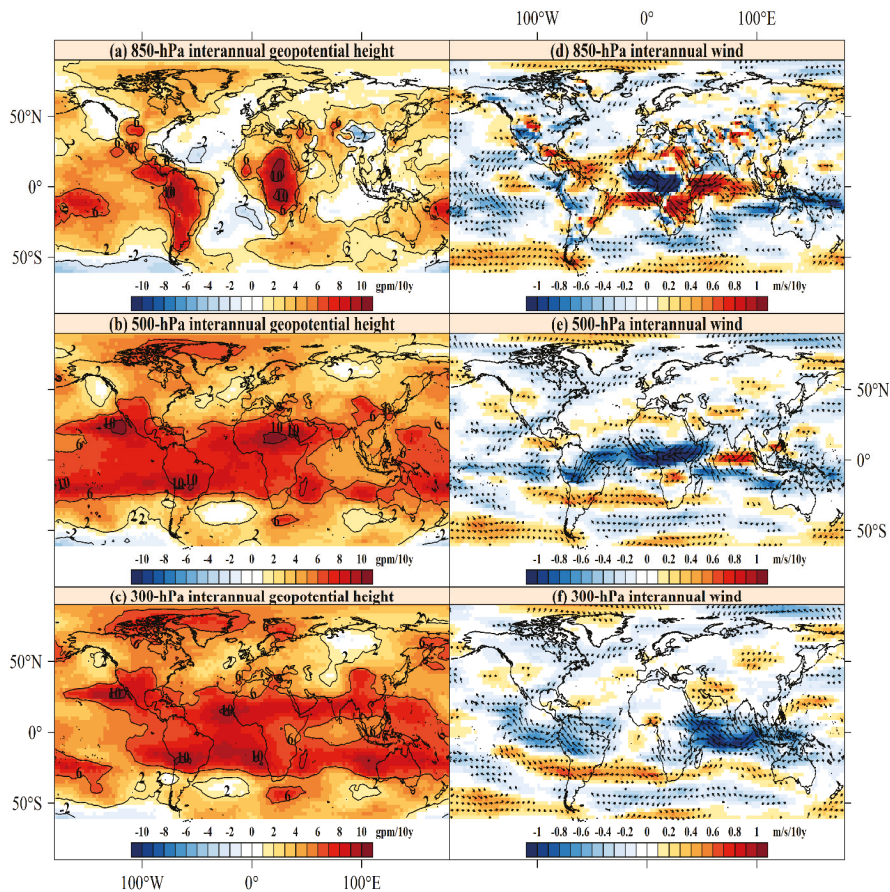 100°W 0° 100°E
(a) 850-hPa interannual geopotential height
(d) 850-hPa interannual wind
50°N
0°
50°S
-10 -8 -6 -4 -2 0 2 4 6 8 10 gpm/10y
-1 -0.8 -0.6 -0.4 -0.2 0 0.2 0.4 0.6 0.8 1 m/s/10y
(b) 500-hPa interannual geopotential height
(e) 500-hPa interannual wind
50°N
0°
50°S
-10 -8 -6 -4 -2 0 2 4 6 8 10 gpm/10y
-1 -0.8 -0.6 -0.4 -0.2 0 0.2 0.4 0.6 0.8 1 m/s/10y
(c) 300-hPa interannual geopotential height
(f) 300-hPa interannual wind
50°N
0°
50°S
-10 -8 -6 -4 -2 0 2 4 6 8 10 gpm/10y
-1 -0.8 -0.6 -0.4 -0.2 0 0.2 0.4 0.6 0.8 1 m/s/10y
100°W 0° 100°E